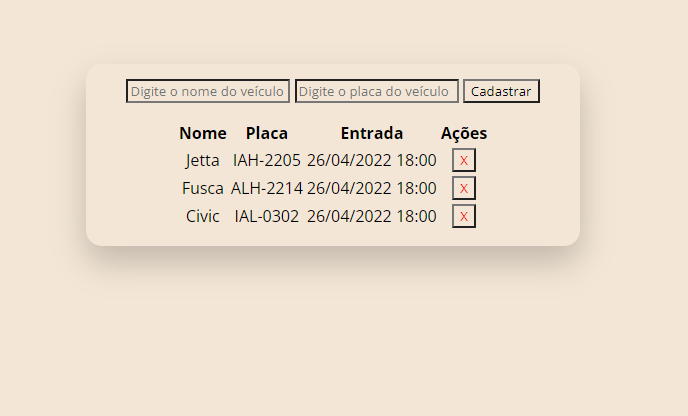 Digite o nome do veículo Digite o placa do veículo Cadastrar
Nome Placa Entrada Ações
Jetta IAH-2205 26/04/2022 18:00 X
Fusca ALH-2214 26/04/2022 18:00 X
Civic IAL-0302 26/04/2022 18:00 X